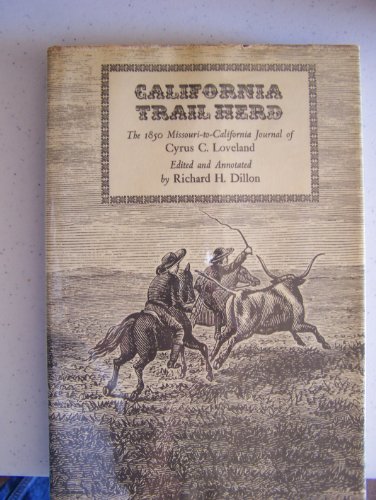 CALIFORNIA
TRAIL HERD
The 1850 Missouri-to-California Journal of
Cyrus C. Loveland
Edited and Annotated
by Richard H. Dillon